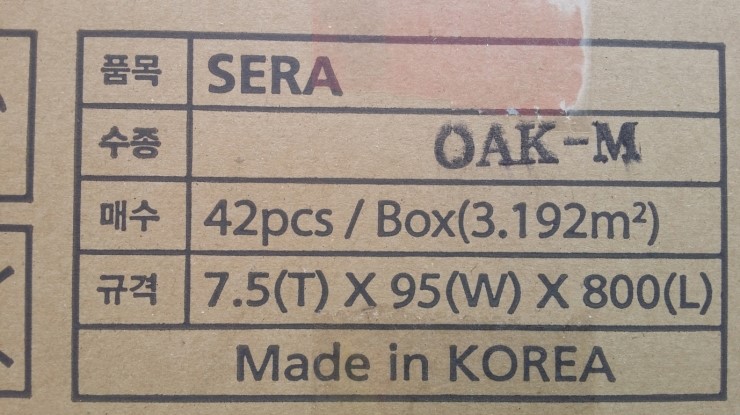 품목 SERA
수종 OAK-M
매수 42pcs / Box(3.192m²)
규격 7.5(T) X 95(W) X 800(L)
Made in KOREA